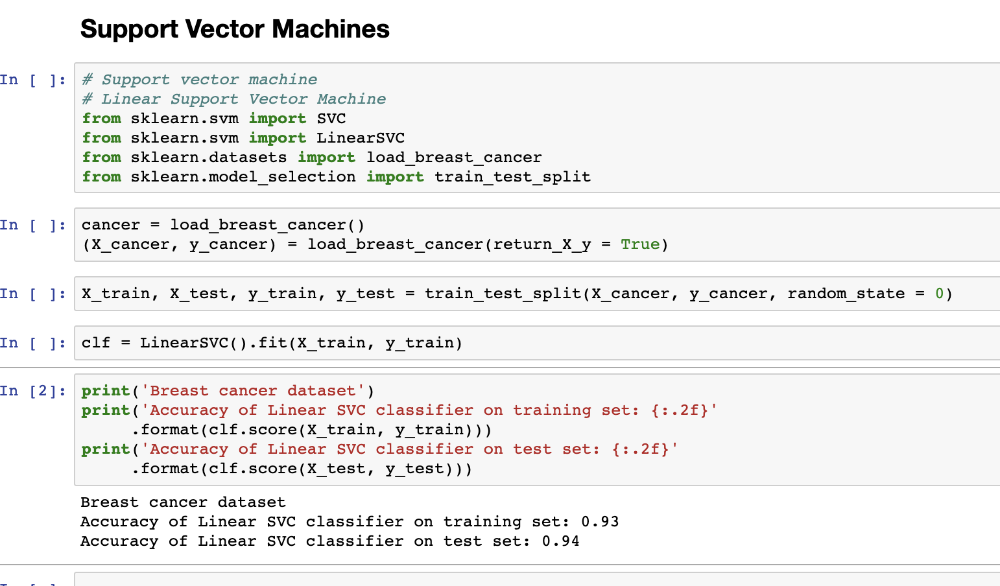 Support Vector Machines
In [ ]:
# Support vector machine
# Linear Support Vector Machine
from sklearn.svm import SVC
from sklearn.svm import LinearSVC
from sklearn.datasets import load_breast_cancer
from sklearn.model_selection import train_test_split
In [ ]:
cancer = load_breast_cancer()
(X_cancer, y_cancer) = load_breast_cancer(return_X_y = True)
In [ ]:
X_train, X_test, y_train, y_test = train_test_split(X_cancer, y_cancer, random_state = 0)
In [ ]:
clf = LinearSVC().fit(X_train, y_train)
In [2]:
print('Breast cancer dataset')
print('Accuracy of Linear SVC classifier on training set: {:.2f}'
     .format(clf.score(X_train, y_train)))
print('Accuracy of Linear SVC classifier on test set: {:.2f}'
     .format(clf.score(X_test, y_test)))
Breast cancer dataset
Accuracy of Linear SVC classifier on training set: 0.93
Accuracy of Linear SVC classifier on test set: 0.94